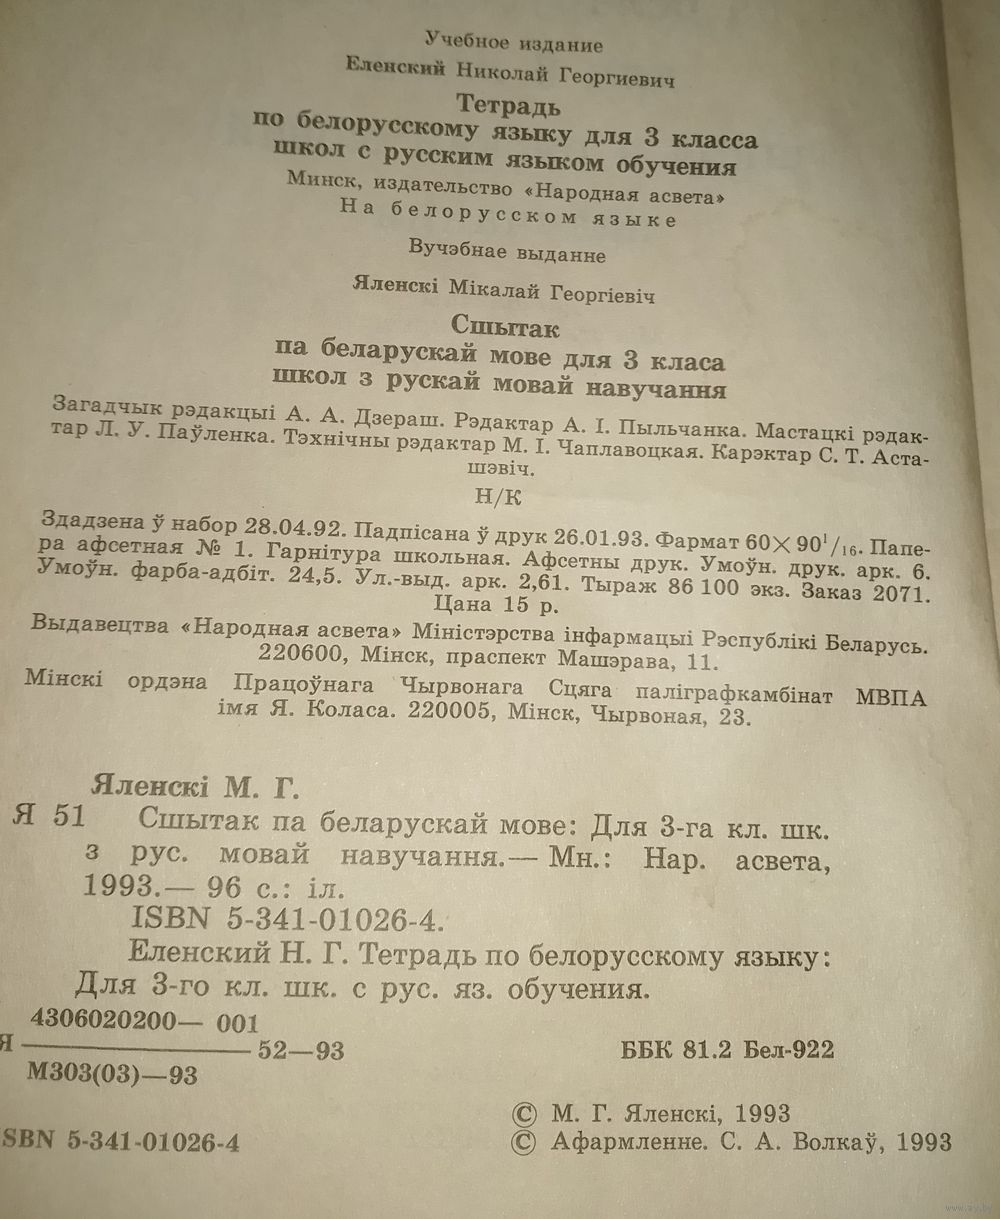 Учебное издание
Еленский Николай Георгиевич
Тетрадь
по белорусскому языку для 3 класса
школ с русским языком обучения
Минск, издательство «Народная асвета»
На белорусском языке
Вучэбнае выданне
Яленскі Мікалай Георгіевіч
Сшытак
па беларускай мове для 3 класа
школ з рускай мовай навучання
Загадчык рэдакцыі А. А. Дзераш. Рэдактар А. І. Пыльчанка. Мастацкі рэдак-
тар Л. У. Паўленка. Тэхнічны рэдактар М. І. Чаплавоцкая. Карэктар С. Т. Аста-
шэвіч.
Н/К
Здадзена ў набор 28.04.92. Падпісана ў друк 26.01.93. Фармат 60×90¹/₁₆. Папе-
ра афсетная № 1. Гарнітура школьная. Афсетны друк. Умоўн. друк. арк. 6.
Умоўн. фарба-адбіт. 24,5. Ул.-выд. арк. 2,61. Тыраж 86 100 экз. Заказ 2071.
Цана 15 р.
Выдавецтва «Народная асвета» Міністэрства інфармацыі Рэспублікі Беларусь.
220600, Мінск, праспект Машэрава, 11.
Мінскі ордэна Працоўнага Чырвонага Сцяга паліграфкамбінат МВПА
імя Я. Коласа. 220005, Мінск, Чырвоная, 23.
Яленскі М. Г.
Я 51 Сшытак па беларускай мове: Для 3-га кл. шк.
з рус. мовай навучання.— Мн.: Нар. асвета,
1993.— 96 с.: іл.
ISBN 5-341-01026-4.
Еленский Н. Г. Тетрадь по белорусскому языку:
Для 3-го кл. шк. с рус. яз. обучения.
4306020200— 001
Я 52—93
М303(03)—93
ББК 81.2 Бел-922
© М. Г. Яленскі, 1993
SBN 5-341-01026-4
© Афармленне. С. А. Волкаў, 1993
www.ay.by